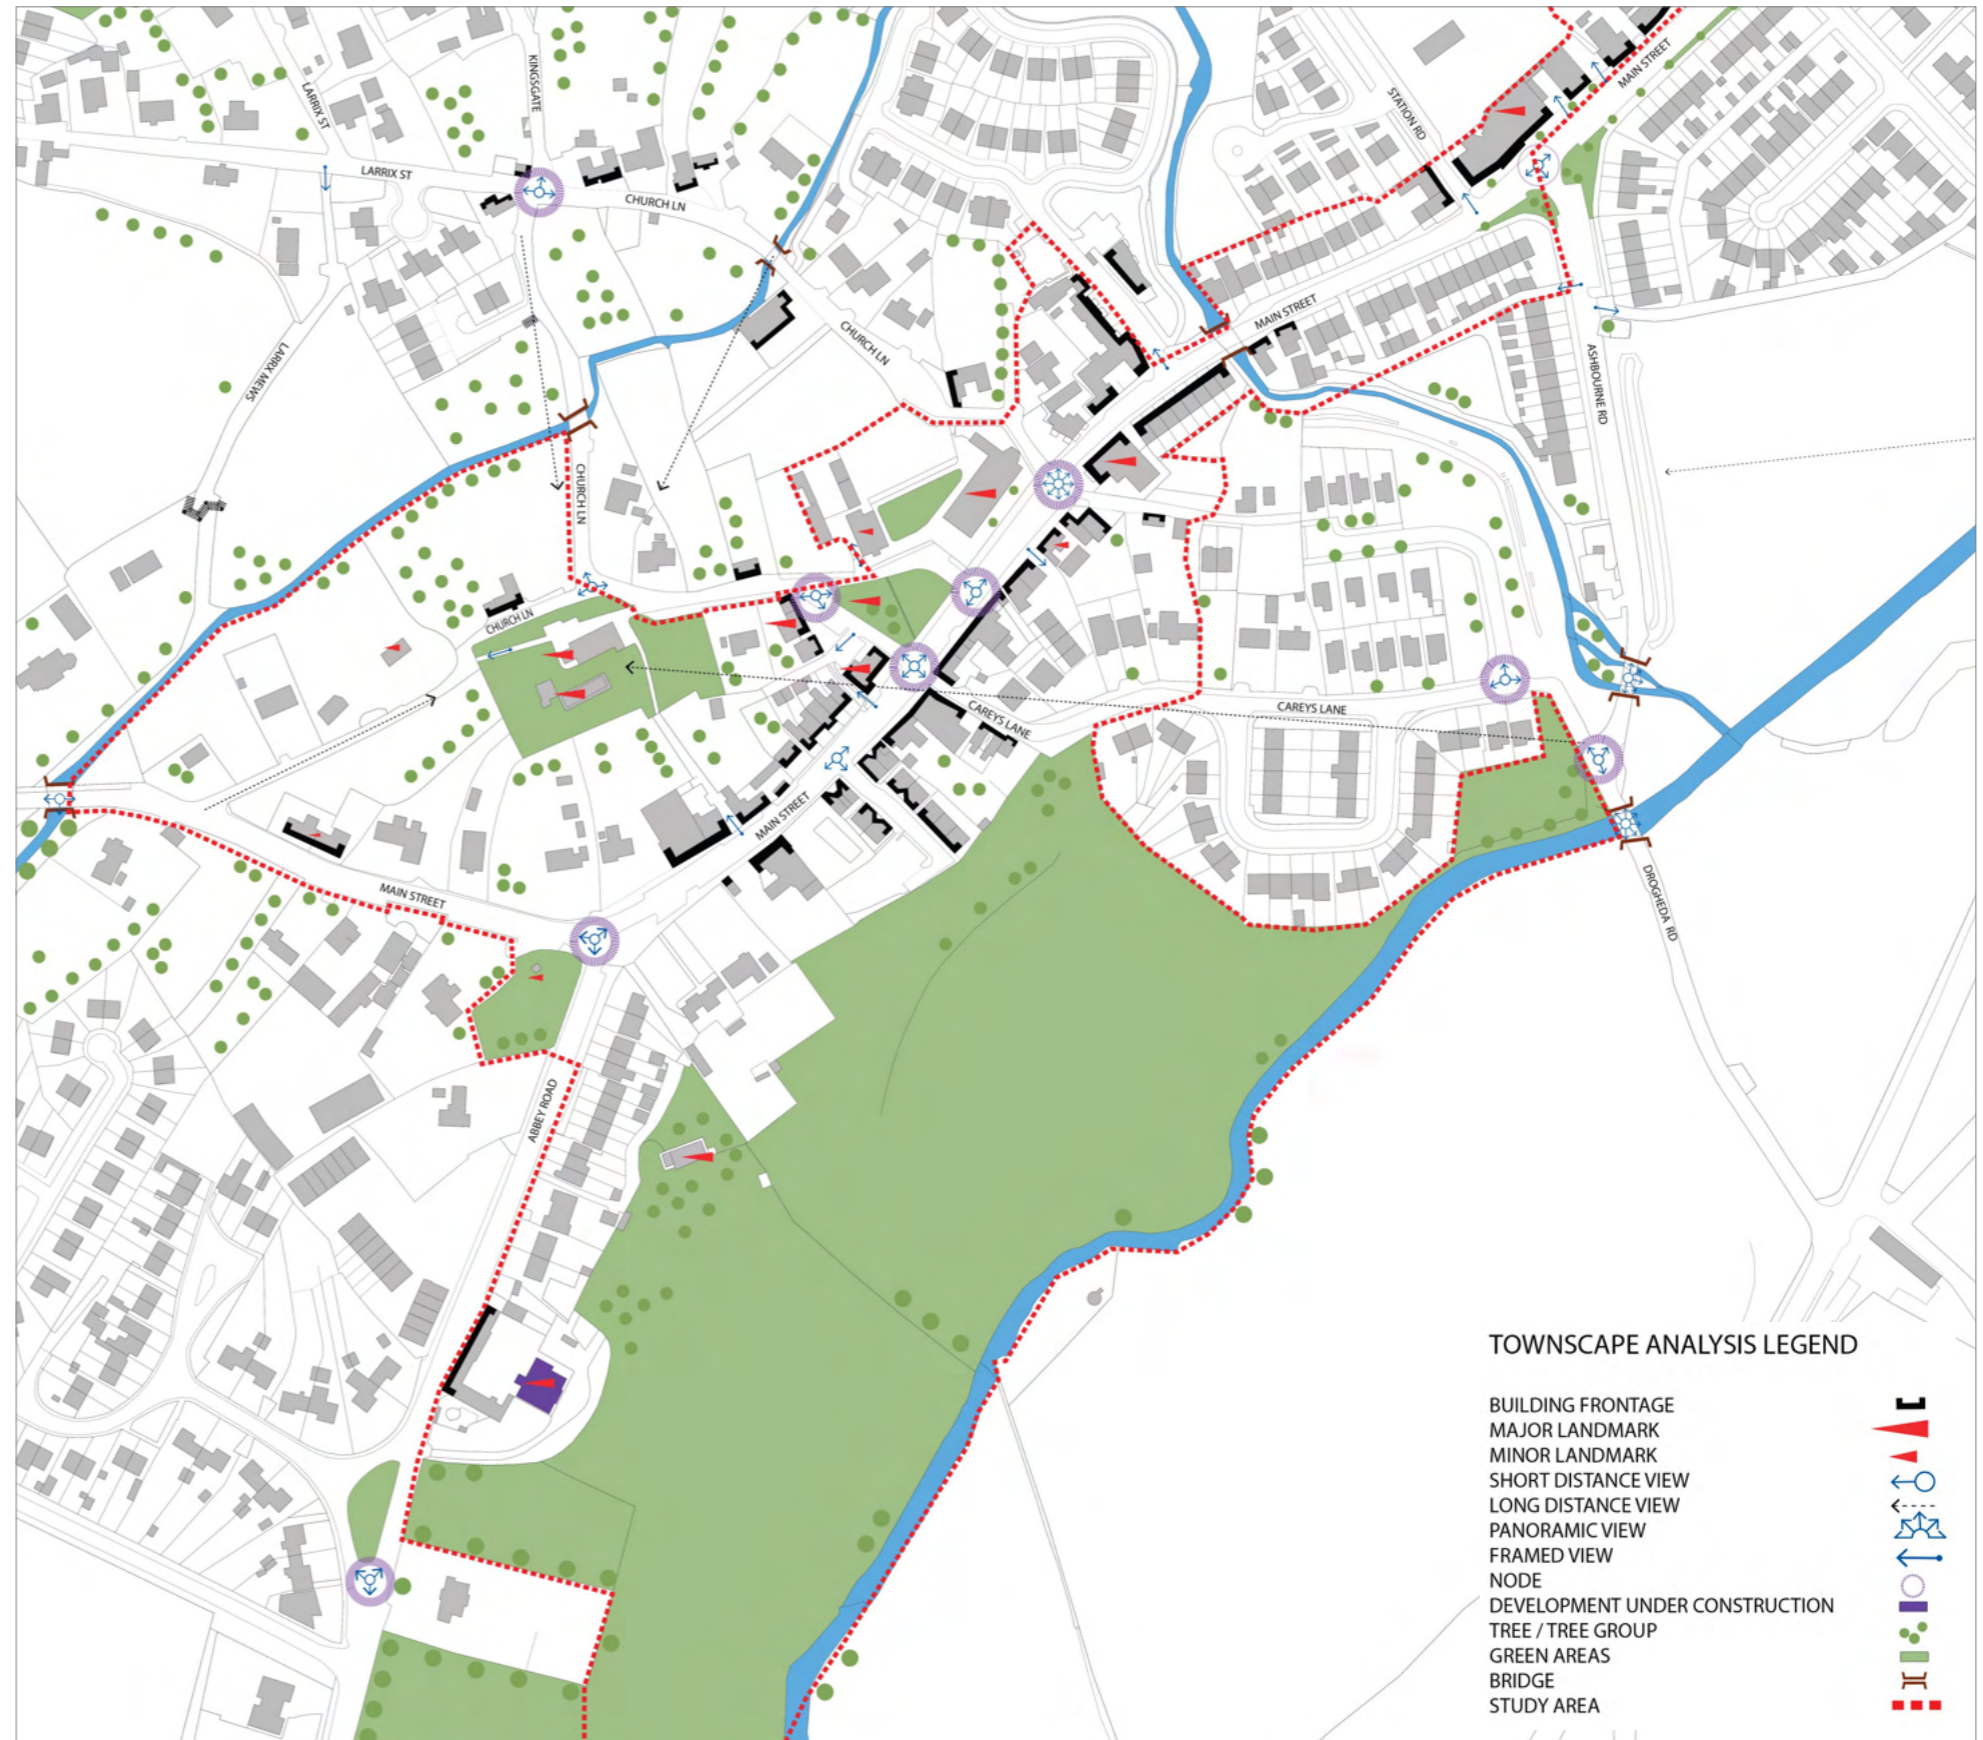 KINGSGATE
LARRIX ST
LARRIX ST
CHURCH LN
MAIN STREET
STATION RD
MAIN STREET
CHURCH LN
LARRX MEWS
ASHBOURNE RD
CHURCH LN
CHURCH LN
CAREYS LANE
CAREYS LANE
MAIN STREET
MAIN STREET
DROGHEDA RD
ABBEY ROAD
TOWNSCAPE ANALYSIS LEGEND
BUILDING FRONTAGE
MAJOR LANDMARK
MINOR LANDMARK
SHORT DISTANCE VIEW
LONG DISTANCE VIEW
PANORAMIC VIEW
FRAMED VIEW
NODE
DEVELOPMENT UNDER CONSTRUCTION
TREE / TREE GROUP
GREEN AREAS
BRIDGE
STUDY AREA